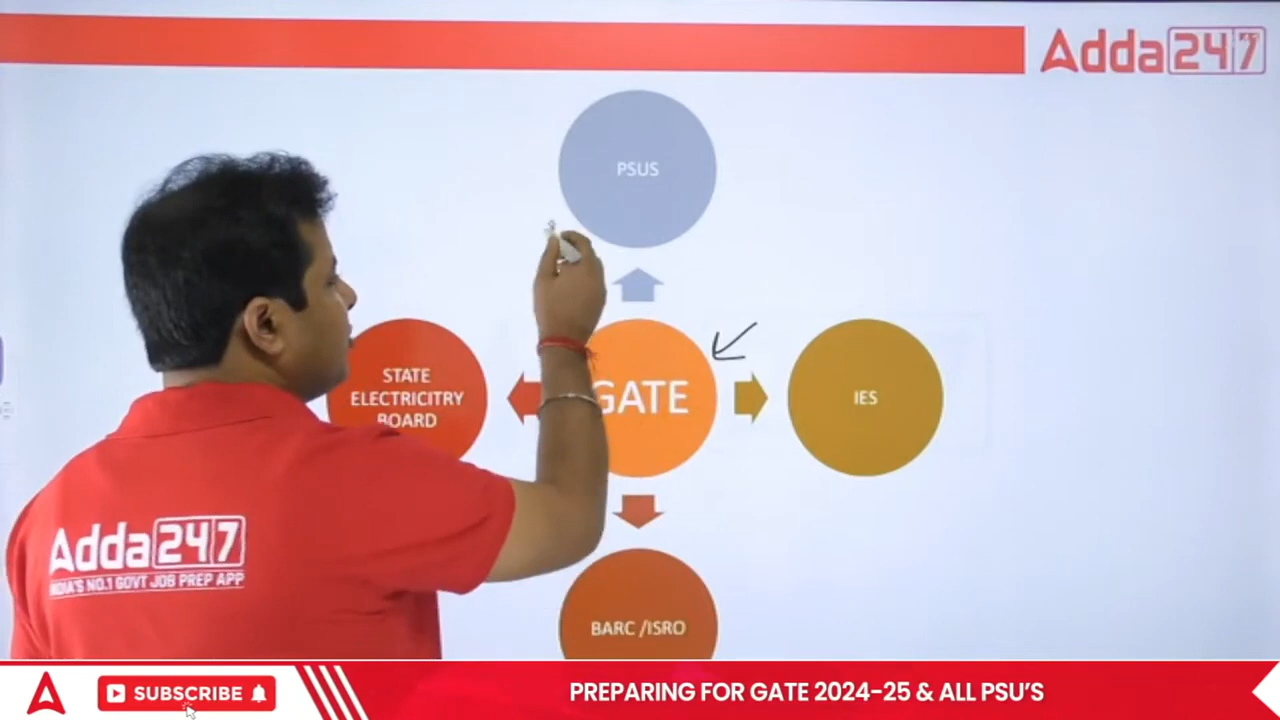 Adda247
PSUS
STATE
ELECTRICITRY
BOARD
GATE
IES
BARC /ISRO
Adda247
INDIA'S NO.1 GOVT JOB PREP APP
SUBSCRIBE
PREPARING FOR GATE 2024-25 & ALL PSU'S